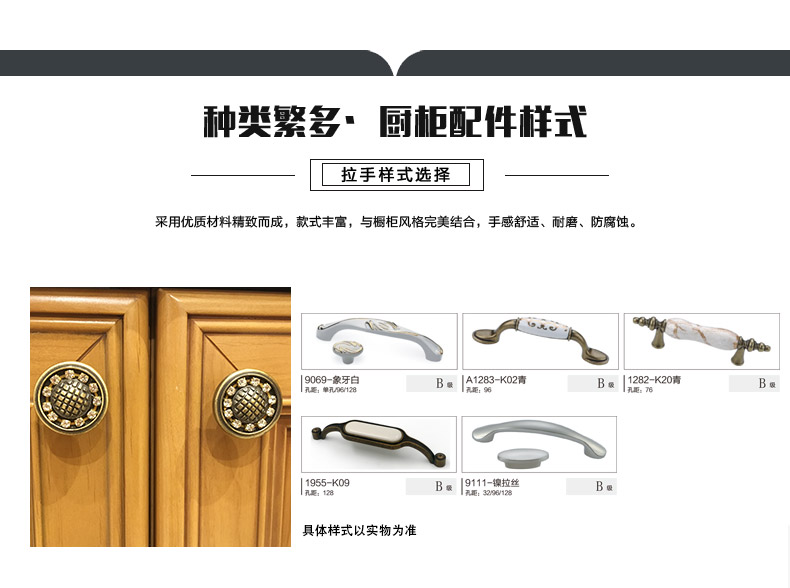 种类繁多·厨柜配件样式
拉手样式选择
采用优质材料精致而成，款式丰富，与橱柜风格完美结合，手感舒适、耐磨、防腐蚀。
9069-象牙白
孔距：单孔/96/128
B 级
A1283-K02青
孔距：96
B 级
1282-K20青
孔距：76
B 级
1955-K09
孔距：128
B 级
9111-镍拉丝
孔距：32/96/128
B 级
具体样式以实物为准